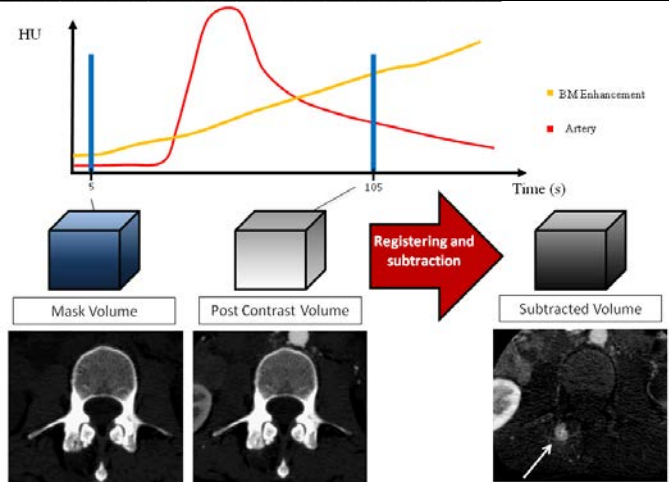 HU
BM Enhancement
Artery
5
105
Time (s)
Registering and
subtraction
Mask Volume
Post Contrast Volume
Subtracted Volume